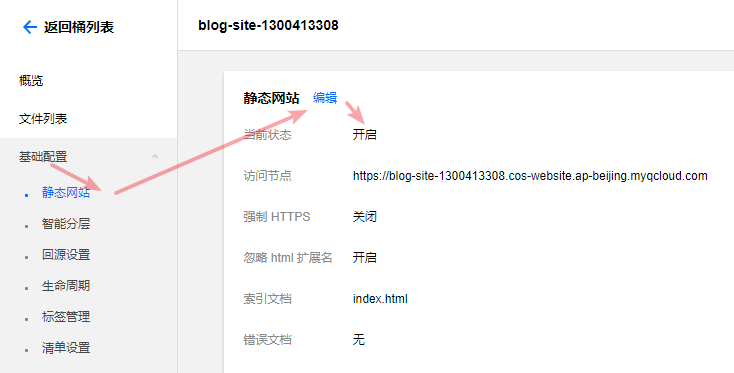 返回桶列表
概览
文件列表
基础配置
静态网站
智能分层
回源设置
生命周期
标签管理
清单设置
blog-site-1300413308
静态网站 编辑
当前状态 开启
访问节点 https://blog-site-1300413308.cos-website.ap-beijing.myqcloud.com
强制 HTTPS 关闭
忽略 html 扩展名 开启
索引文档 index.html
错误文档 无